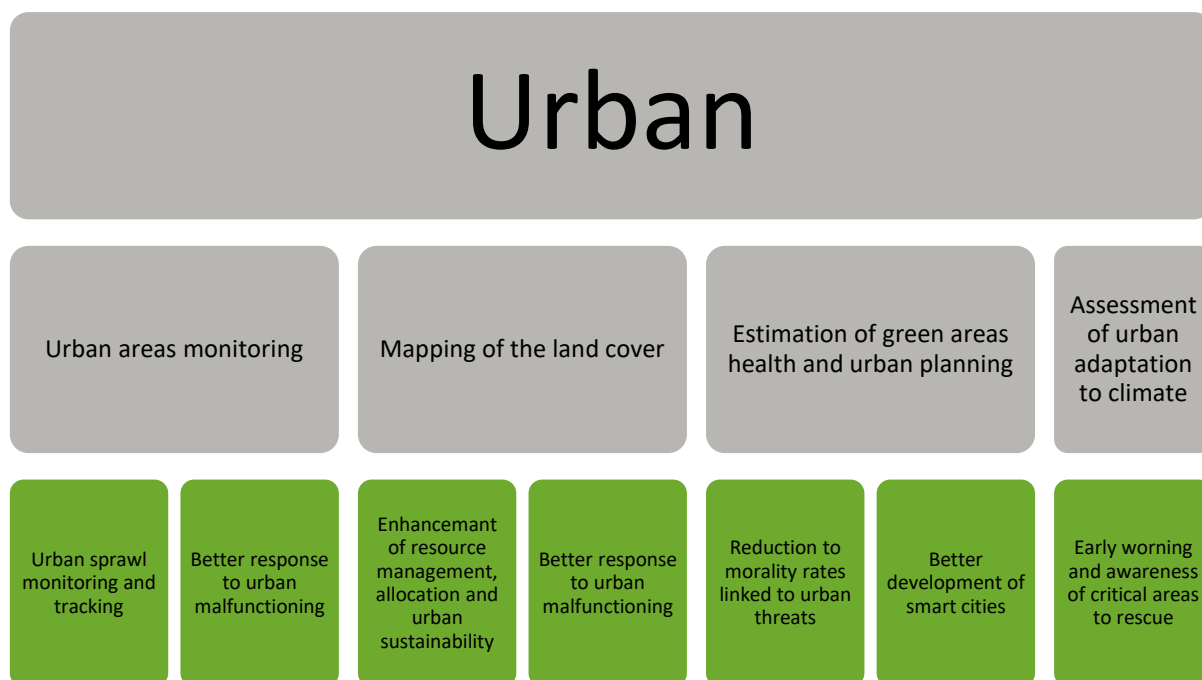 Urban
Urban areas monitoring
Mapping of the land cover
Estimation of green areas
health and urban planning
Assessment
of urban
adaptation
to climate
Urban sprawl
monitoring and
tracking
Better response
to urban
malfunctioning
Enhancemant
of resource
management,
allocation and
urban
sustainability
Better response
to urban
malfunctioning
Reduction to
morality rates
linked to urban
threats
Better
development of
smart cities
Early worning
and awareness
of critical areas
to rescue